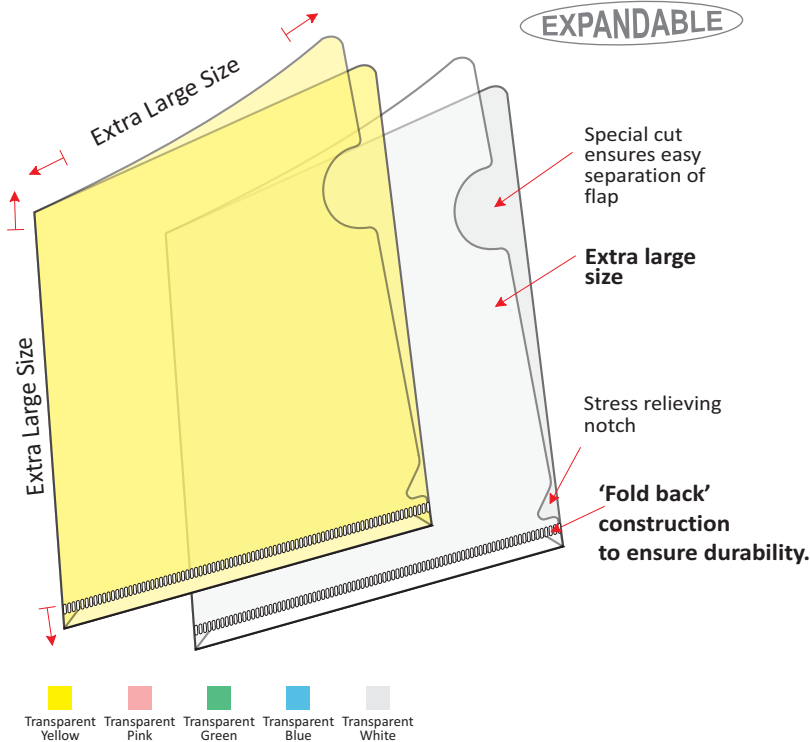 EXPANDABLE
Extra Large Size
Special cut
ensures easy
separation of
flap
Extra large
size
Extra Large Size
Stress relieving
notch
‘Fold back’
construction
to ensure durability.
Transparent
Yellow
Transparent
Pink
Transparent
Green
Transparent
Blue
Transparent
White